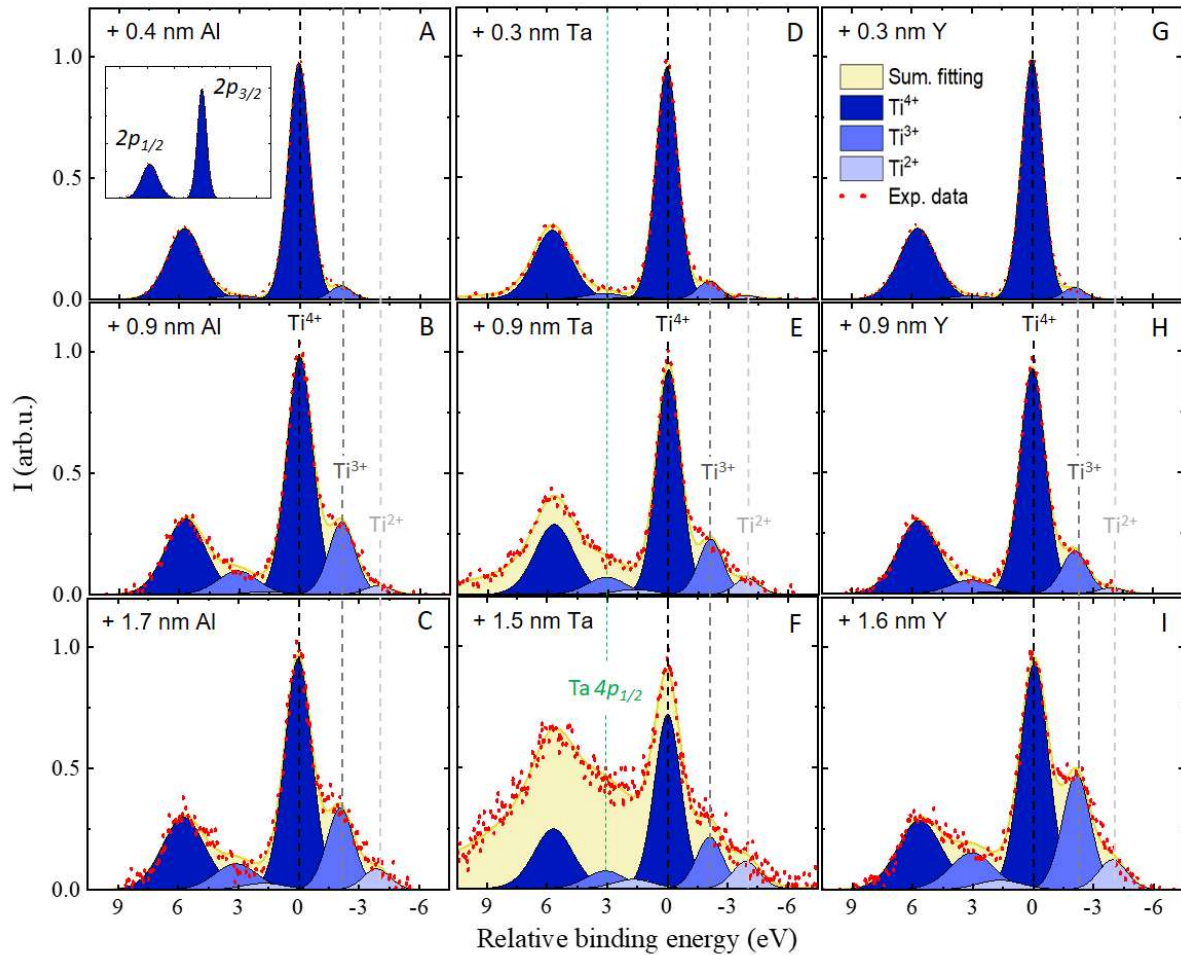 + 0.4 nm Al
A
2p1/2
2p3/2
+ 0.3 nm Ta
D
+ 0.3 nm Y
G
Sum. fitting
Ti4+
Ti3+
Ti2+
Exp. data
1.0
0.5
0.0
+ 0.9 nm Al
Ti4+
B
Ti3+
Ti2+
+ 0.9 nm Ta
Ti4+
E
Ti3+
Ti2+
+ 0.9 nm Y
Ti4+
H
Ti3+
Ti2+
1.0
0.5
0.0
I (arb.u.)
+ 1.7 nm Al
C
+ 1.5 nm Ta
F
Ta 4p1/2
+ 1.6 nm Y
I
1.0
0.5
0.0
9 6 3 0 -3 -6
9 6 3 0 -3 -6
9 6 3 0 -3 -6
Relative binding energy (eV)